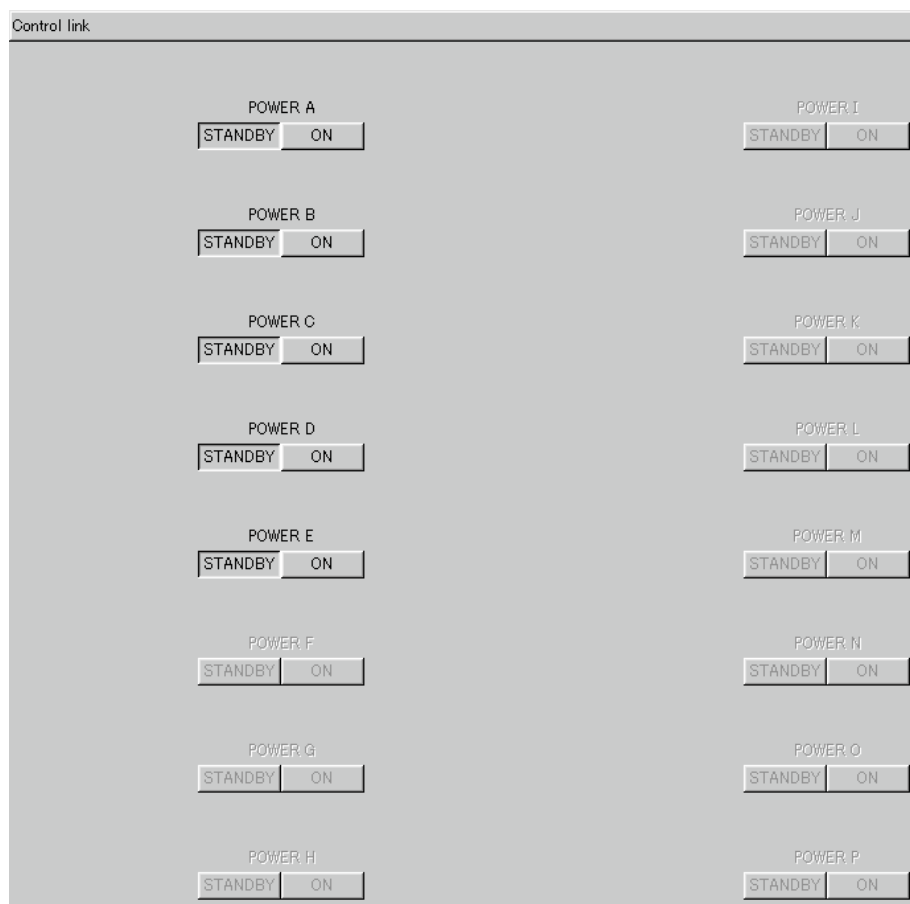 Control link
POWER A
STANDBY ON
POWER B
STANDBY ON
POWER C
STANDBY ON
POWER D
STANDBY ON
POWER E
STANDBY ON
POWER F
STANDBY ON
POWER G
STANDBY ON
POWER H
STANDBY ON
POWER I
STANDBY ON
POWER J
STANDBY ON
POWER K
STANDBY ON
POWER L
STANDBY ON
POWER M
STANDBY ON
POWER N
STANDBY ON
POWER O
STANDBY ON
POWER P
STANDBY ON